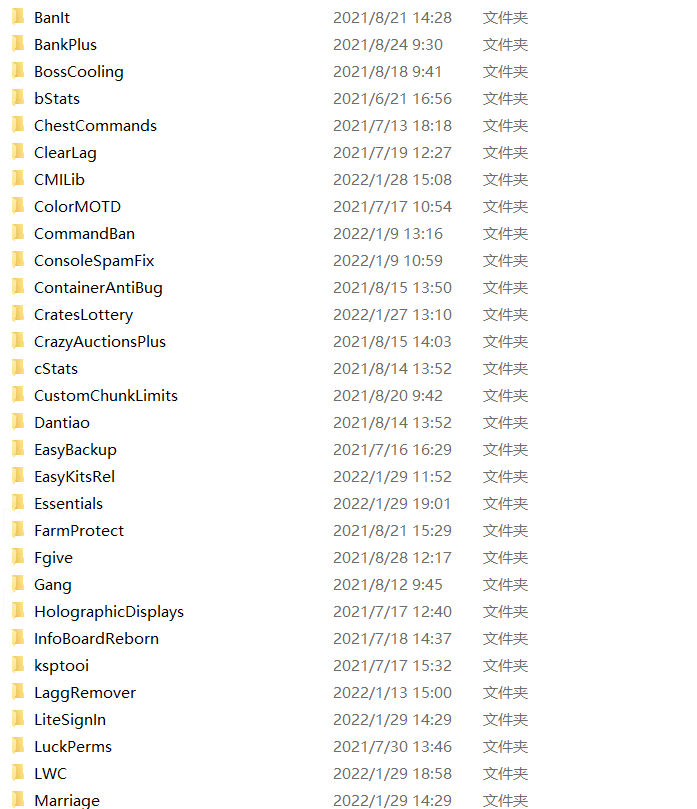 BanIt 2021/8/21 14:28 文件夹
BankPlus 2021/8/24 9:30 文件夹
BossCooling 2021/8/18 9:41 文件夹
bStats 2021/6/21 16:56 文件夹
ChestCommands 2021/7/13 18:18 文件夹
ClearLag 2021/7/19 12:27 文件夹
CMILib 2022/1/28 15:08 文件夹
ColorMOTD 2021/7/17 10:54 文件夹
CommandBan 2022/1/9 13:16 文件夹
ConsoleSpamFix 2022/1/9 10:59 文件夹
ContainerAntiBug 2021/8/15 13:50 文件夹
CratesLottery 2022/1/27 13:10 文件夹
CrazyAuctionsPlus 2021/8/15 14:03 文件夹
cStats 2021/8/14 13:52 文件夹
CustomChunkLimits 2021/8/20 9:42 文件夹
Dantiao 2021/8/14 13:52 文件夹
EasyBackup 2021/7/16 16:29 文件夹
EasyKitsRel 2022/1/29 11:52 文件夹
Essentials 2022/1/29 19:01 文件夹
FarmProtect 2021/8/21 15:29 文件夹
Fgive 2021/8/28 12:17 文件夹
Gang 2021/8/12 9:45 文件夹
HolographicDisplays 2021/7/17 12:40 文件夹
InfoBoardReborn 2021/7/18 14:37 文件夹
ksptooi 2021/7/17 15:32 文件夹
LaggRemover 2022/1/13 15:00 文件夹
LiteSignIn 2022/1/29 14:29 文件夹
LuckPerms 2021/7/30 13:46 文件夹
LWC 2022/1/29 18:58 文件夹
Marriage 2022/1/29 14:29 文件夹